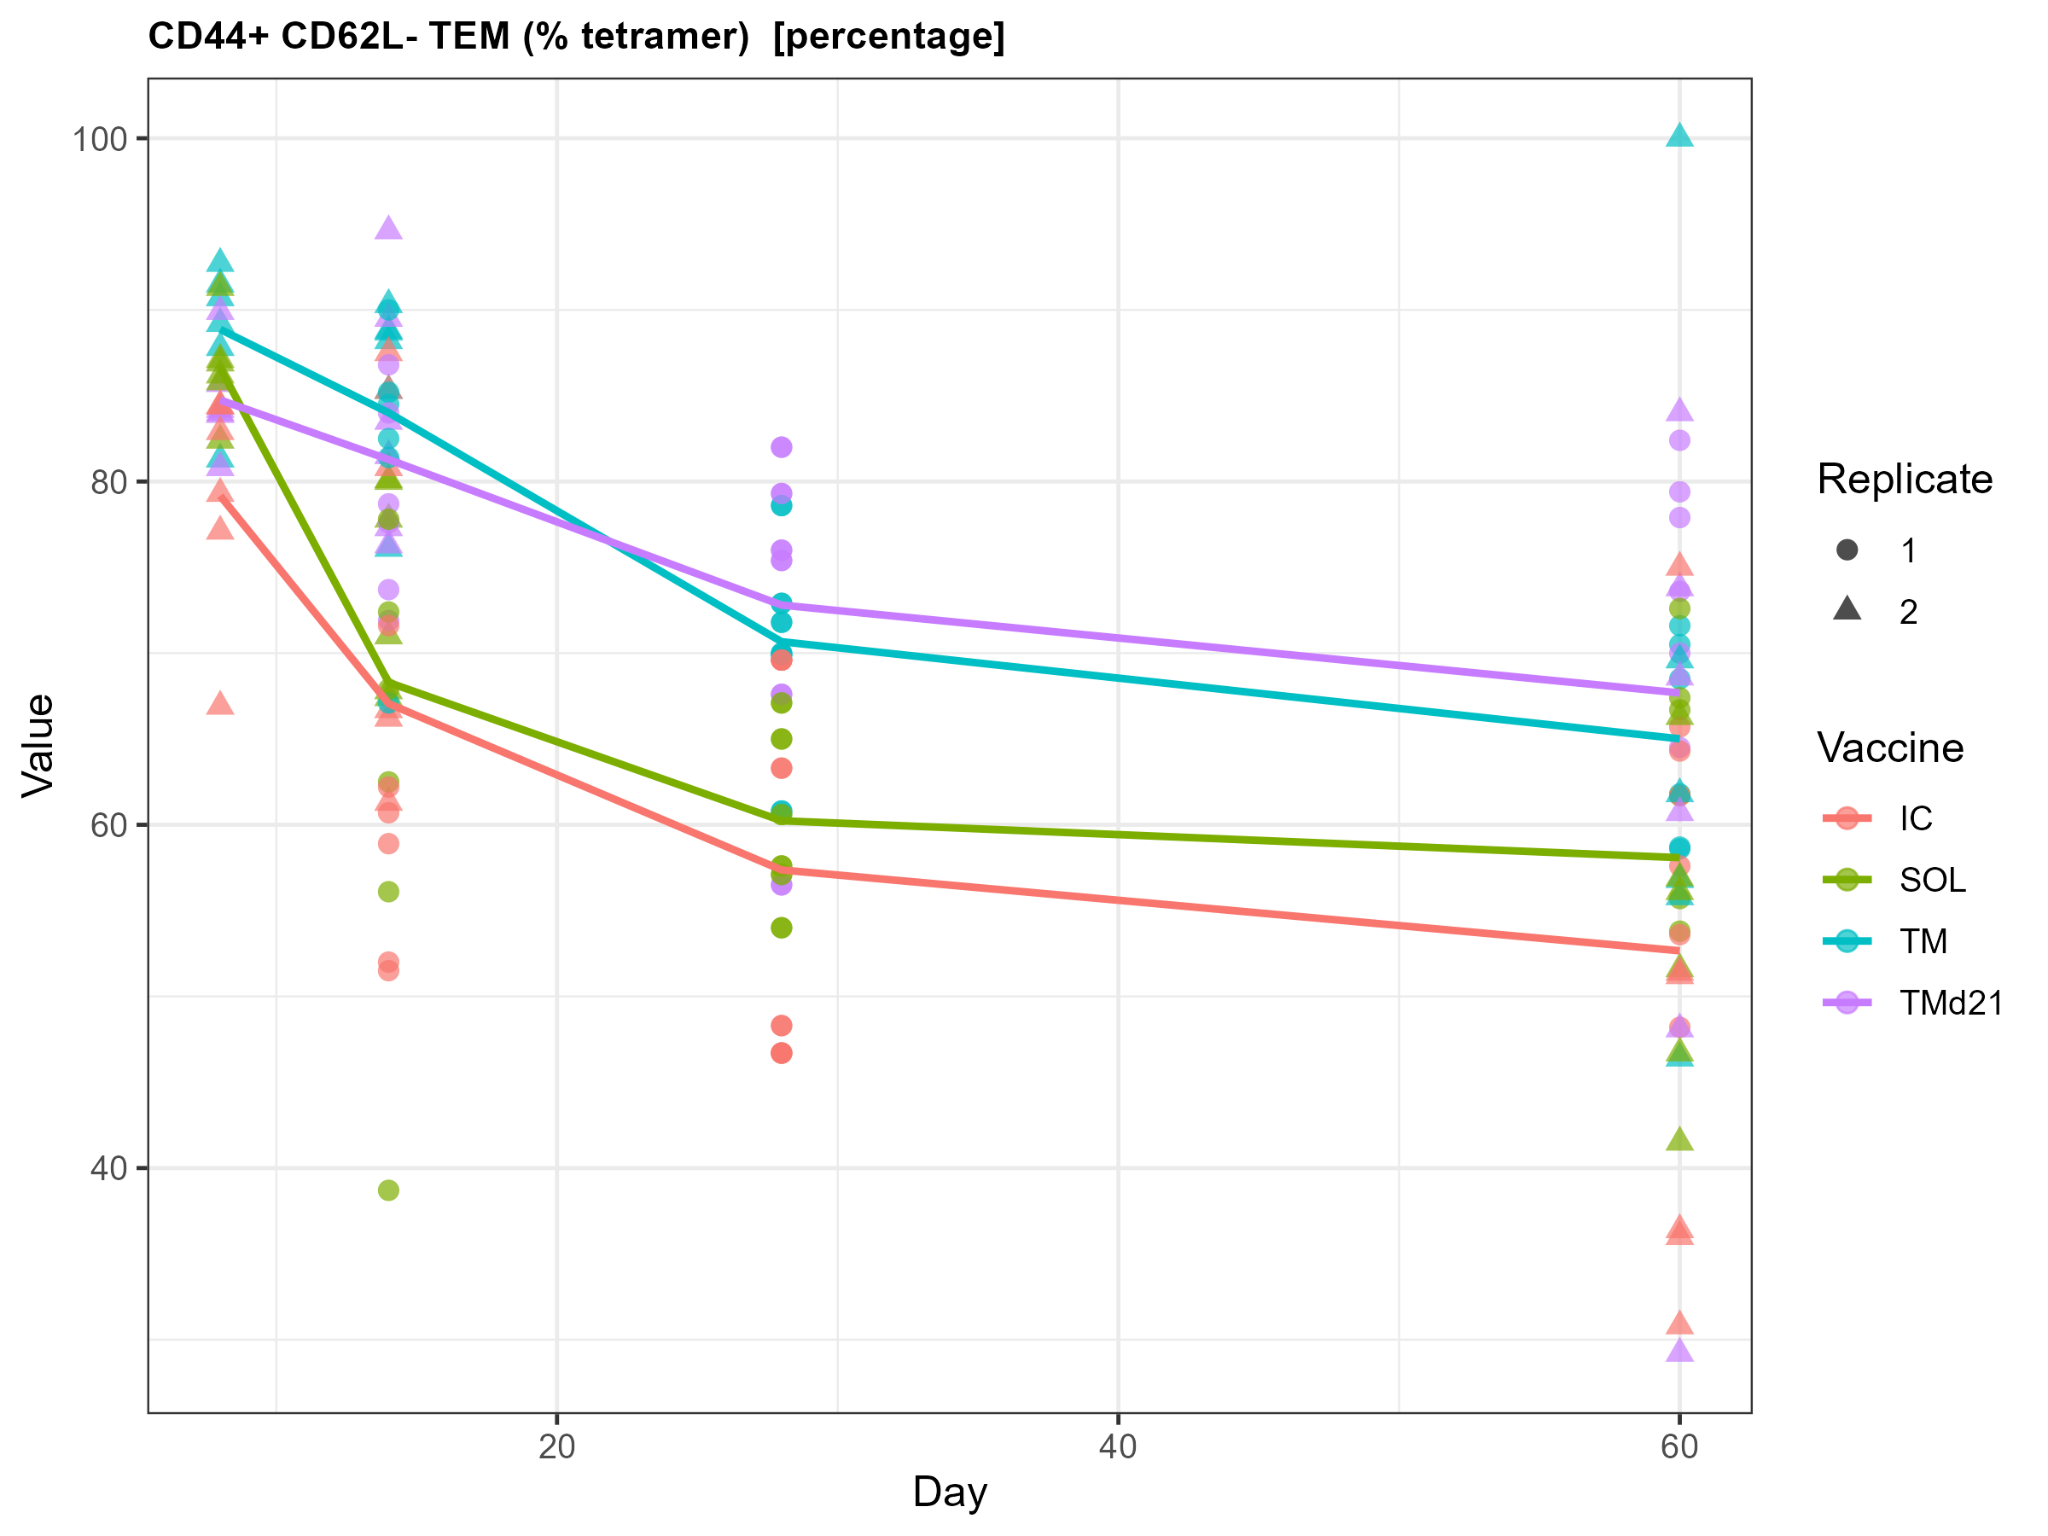 CD44+ CD62L- TEM (% tetramer)  [percentage]
100
80
60
40
Value
20
40
60
Day
Replicate
1
2
Vaccine
IC
SOL
TM
TMd21